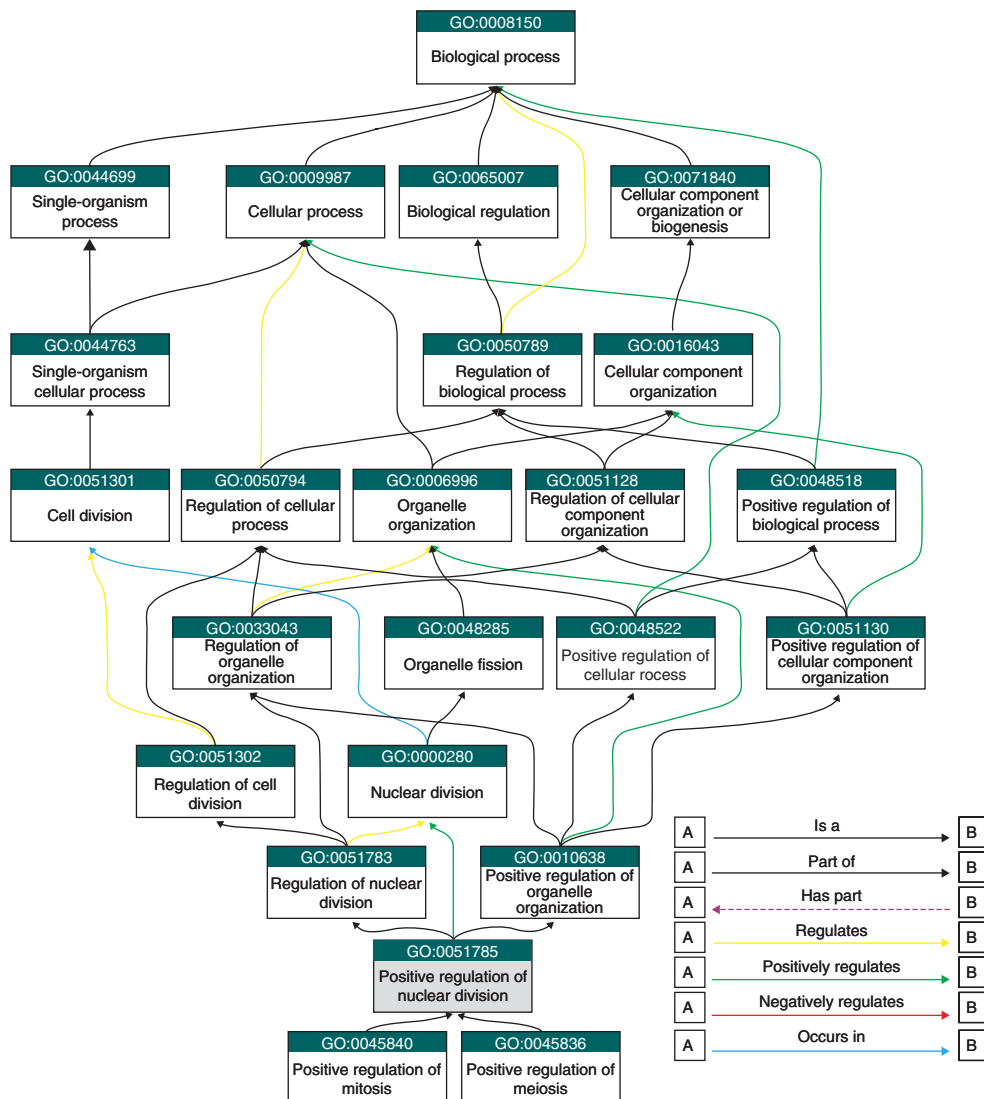 GO:0008150
Biological process
GO:0044699
Single-organism
process
GO:0009987
Cellular process
GO:0065007
Biological regulation
GO:0071840
Cellular component
organization or
biogenesis
GO:0044763
Single-organism
cellular process
GO:0050789
Regulation of
biological process
GO:0016043
Cellular component
organization
GO:0051301
Cell division
GO:0050794
Regulation of cellular
process
GO:0006996
Organelle
organization
GO:0051128
Regulation of cellular
component
organization
GO:0048518
Positive regulation of
biological process
GO:0033043
Regulation of
organelle
organization
GO:0048285
Organelle fission
GO:0048522
Positive regulation of
cellular rocess
GO:0051130
Positive regulation of
cellular component
organization
GO:0051302
Regulation of cell
division
GO:0000280
Nuclear division
GO:0051783
Regulation of nuclear
division
GO:0010638
Positive regulation of
organelle
organization
GO:0051785
Positive regulation of
nuclear division
GO:0045840
Positive regulation of
mitosis
GO:0045836
Positive regulation of
meiosis
A Is a B
A Part of B
A Has part B
A Regulates B
A Positively regulates B
A Negatively regulates B
A Occurs in B